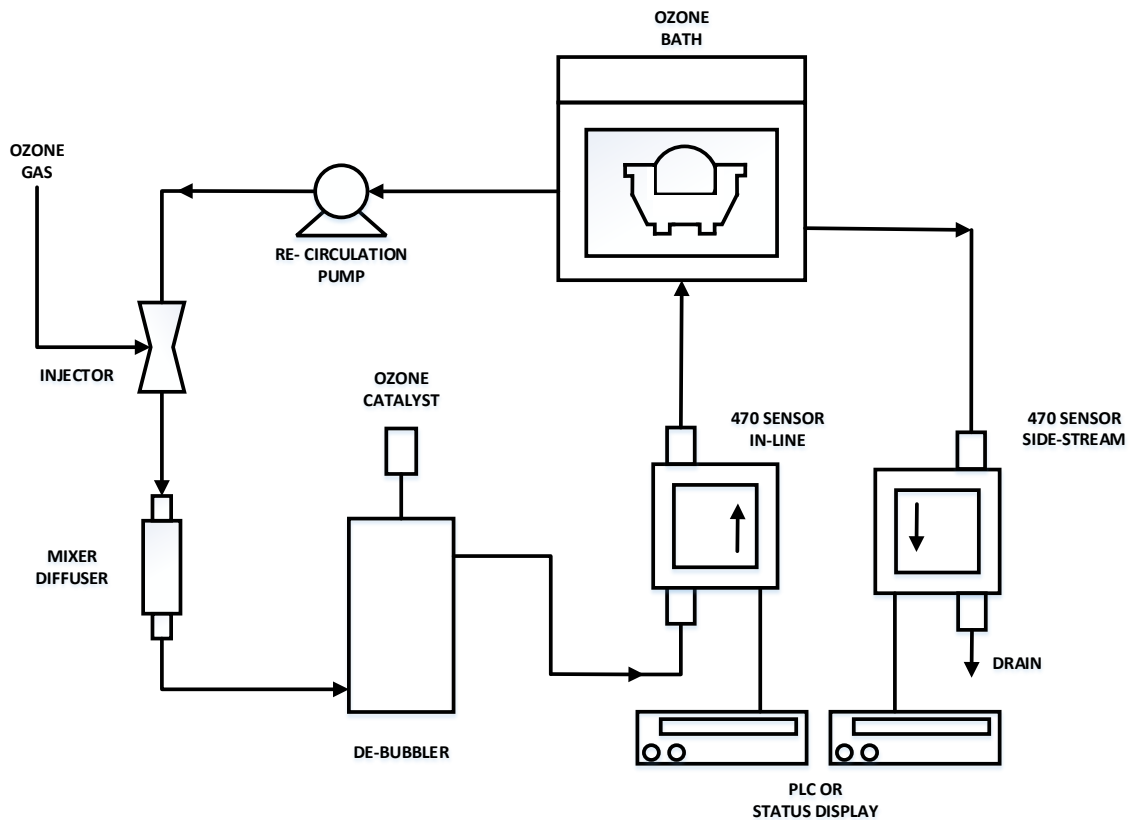 OZONE
BATH
OZONE
GAS
RE- CIRCULATION
PUMP
INJECTOR
OZONE
CATALYST
470 SENSOR
IN-LINE
470 SENSOR
SIDE-STREAM
MIXER
DIFFUSER
DRAIN
DE-BUBBLER
PLC OR
STATUS DISPLAY